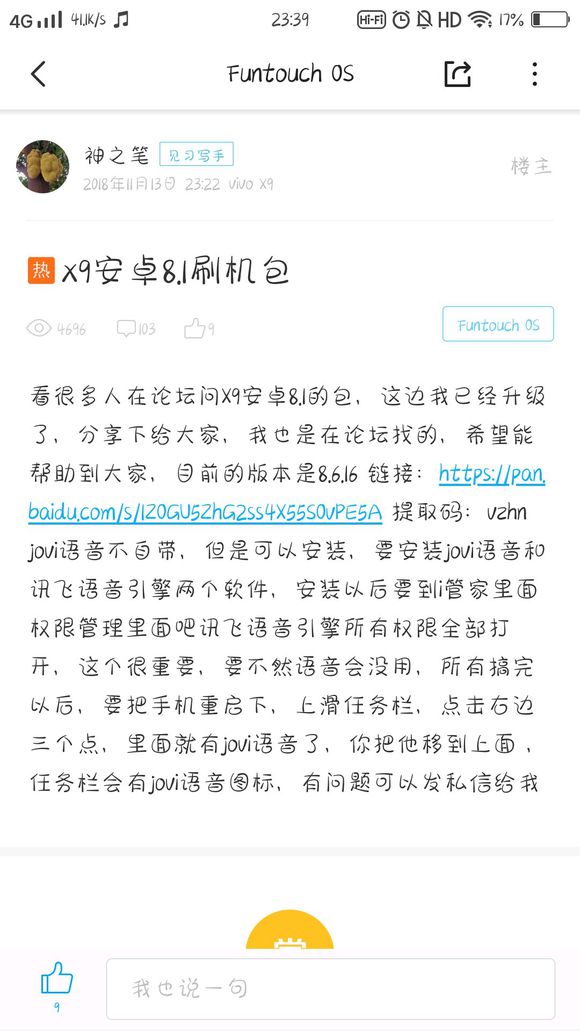 4G 41.1K/s 23:39 Hi-Fi HD 17%
Funtouch OS
神之笔 见习写手
楼主
2018年11月13日 23:22 vivo X9
热 X9安卓8.1刷机包
4696 103 9
Funtouch OS
看很多人在论坛问X9安卓8.1的包，这边我已经升级
了，分享下给大家，我也是在论坛找的，希望能
帮助到大家，目前的版本是8.6.16 链接：https://pan.
baidu.com/s/1Z0GU5ZhG2ss4X55S0vPE5A 提取码：vzhn
jovi语音不自带，但是可以安装，要安装jovi语音和
讯飞语音引擎两个软件，安装以后要到i管家里面
权限管理里面吧讯飞语音引擎所有权限全部打
开，这个很重要，要不然语音会没用，所有搞完
以后，要把手机重启下，上滑任务栏，点击右边
三个点，里面就有jovi语音了，你把他移到上面，
任务栏会有jovi语音图标，有问题可以发私信给我
9
我也说一句